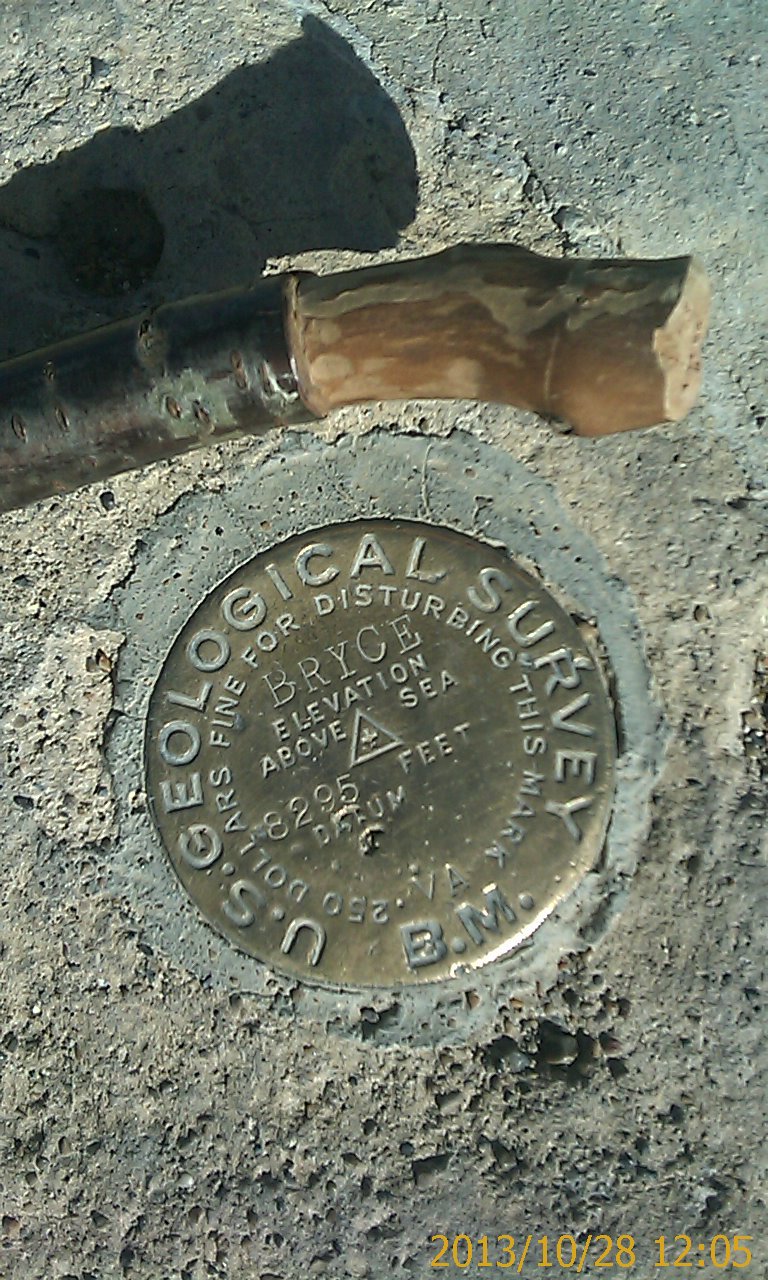 U.S. GEOLOGICAL SURVEY B.M.
250 DOLLARS FINE FOR DISTURBING THIS MARK
BRYCE
ELEVATION
ABOVE SEA
8295 FEET
DATUM
VA
2013/10/28 12:05